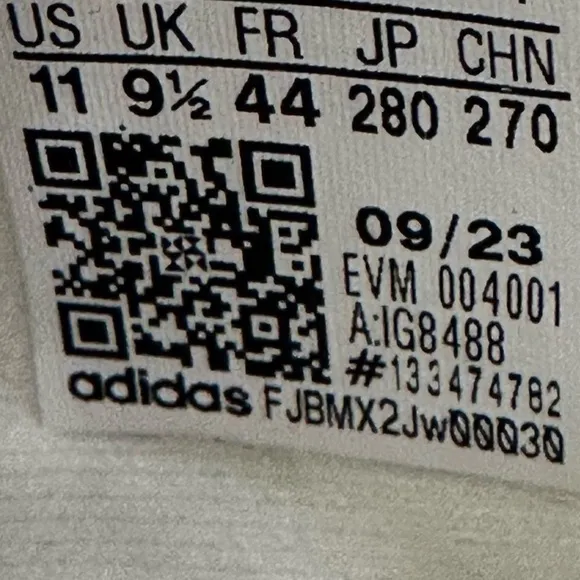 US UK FR JP CHN
11 9½ 44 280 270
09/23
EVM 004001
A:IG8488
#133474782
adidas FJBMX2Jw00030